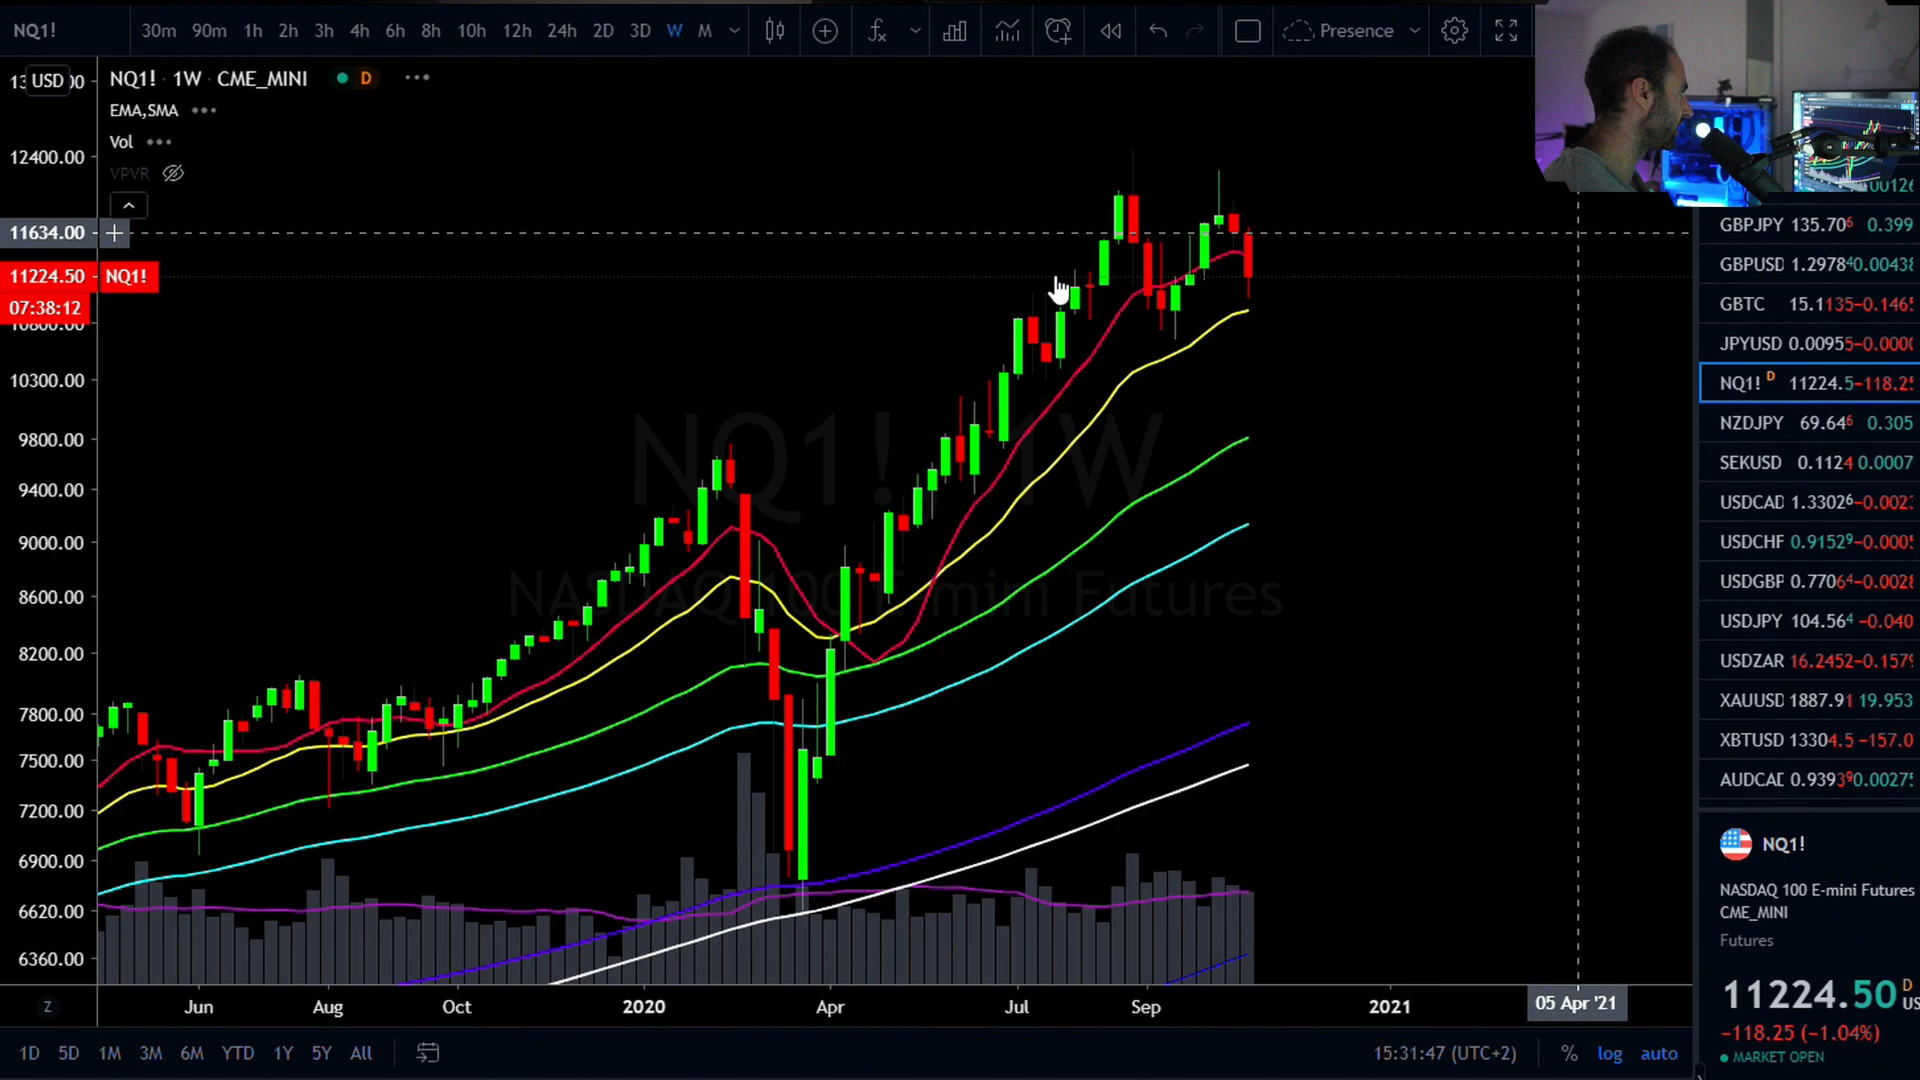 NQ1! 30m 90m 1h 2h 3h 4h 6h 8h 10h 12h 24h 2D 3D W M Presence
NQ1! · 1W · CME_MINI D
EMA,SMA
Vol
VPVR
USD
12400.00
11634.00
11224.50 NQ1!
07:38:12
10800.00
10300.00
9800.00
9400.00
9000.00
8600.00
8200.00
7800.00
7500.00
7200.00
6900.00
6620.00
6360.00
NQ1! 1W
NASDAQ 100 E-mini Futures
Z Jun Aug Oct 2020 Apr Jul Sep 2021 05 Apr '21
1D 5D 1M 3M 6M YTD 1Y 5Y All 15:31:47 (UTC+2) % log auto
GBPJPY 135.706 0.399
GBPUSD 1.29784 0.00438
GBTC 15.1135 -0.1465
JPYUSD 0.00955 -0.0000
NQ1! D 11224.5 -118.25
NZDJPY 69.646 0.305
SEKUSD 0.1124 0.0007
USDCAD 1.33026 -0.0023
USDCHF 0.91529 -0.0005
USDGBP 0.77064 -0.0028
USDJPY 104.564 -0.040
USDZAR 16.2452 -0.1579
XAUUSD 1887.91 19.953
XBTUSD 13304.5 -157.0
AUDCAD 0.93939 0.00275
NQ1!
NASDAQ 100 E-mini Futures
CME_MINI
Futures
11224.50 D
−118.25 (−1.04%)
MARKET OPEN